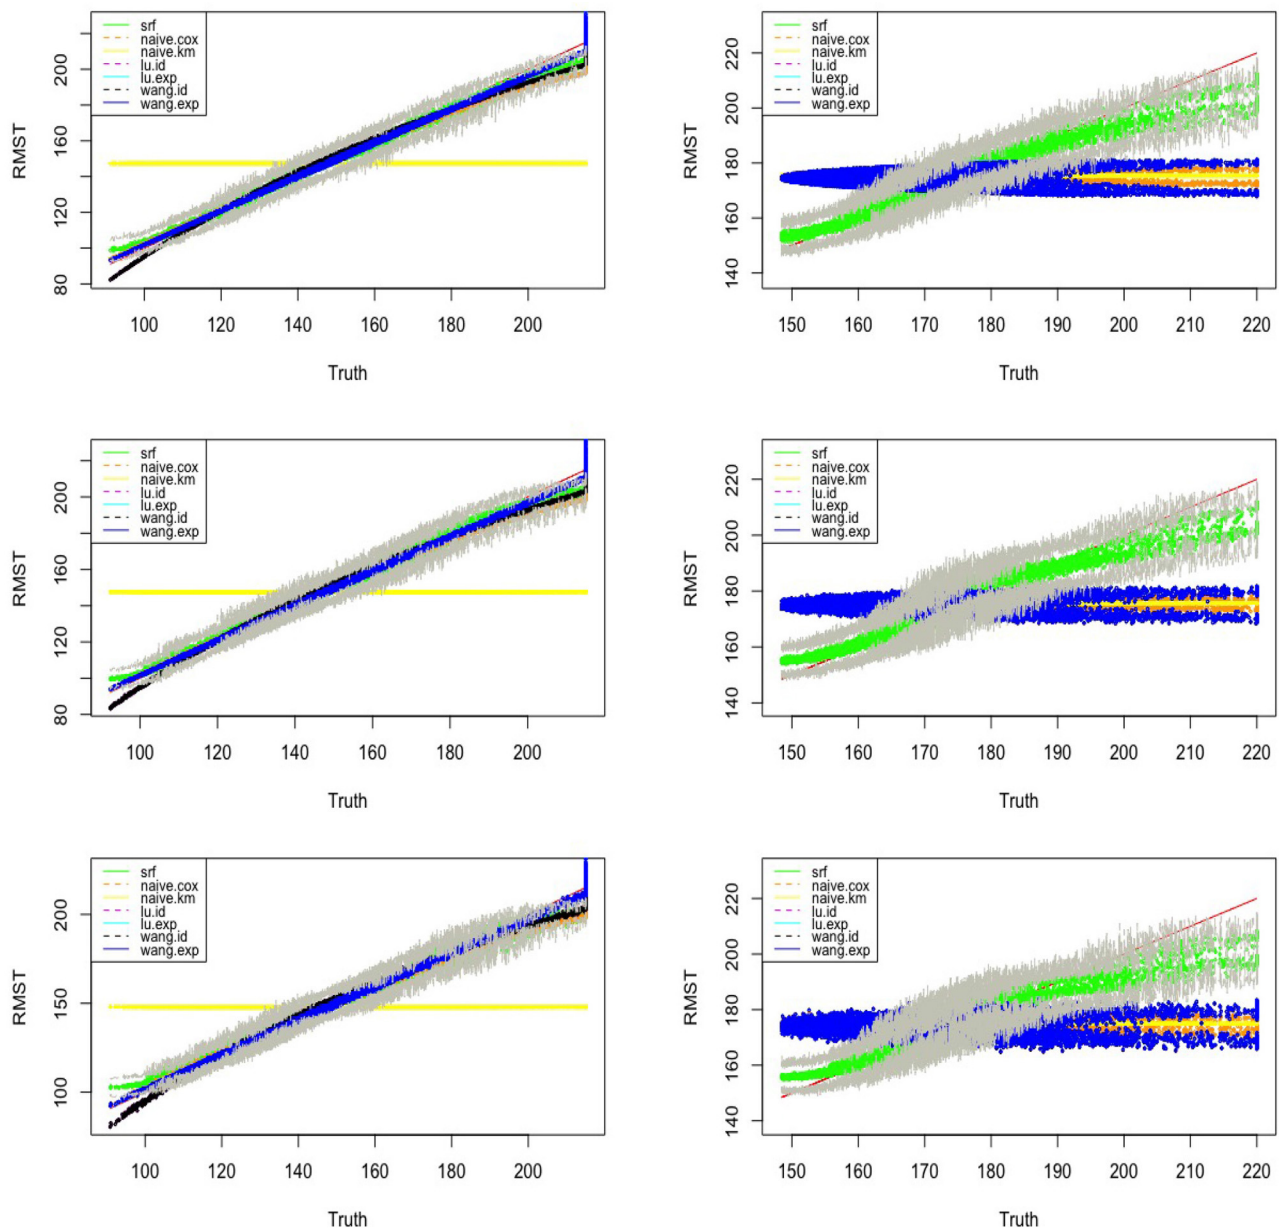 srf
naive.cox
naive.km
lu.id
lu.exp
wang.id
wang.exp
RMST
200
160
120
80
100 120 140 160 180 200
Truth
srf
naive.cox
naive.km
lu.id
lu.exp
wang.id
wang.exp
RMST
220
200
180
160
140
150 160 170 180 190 200 210 220
Truth
srf
naive.cox
naive.km
lu.id
lu.exp
wang.id
wang.exp
RMST
200
160
120
80
100 120 140 160 180 200
Truth
srf
naive.cox
naive.km
lu.id
lu.exp
wang.id
wang.exp
RMST
220
200
180
160
140
150 160 170 180 190 200 210 220
Truth
srf
naive.cox
naive.km
lu.id
lu.exp
wang.id
wang.exp
RMST
200
150
100
100 120 140 160 180 200
Truth
srf
naive.cox
naive.km
lu.id
lu.exp
wang.id
wang.exp
RMST
220
200
180
160
140
150 160 170 180 190 200 210 220
Truth